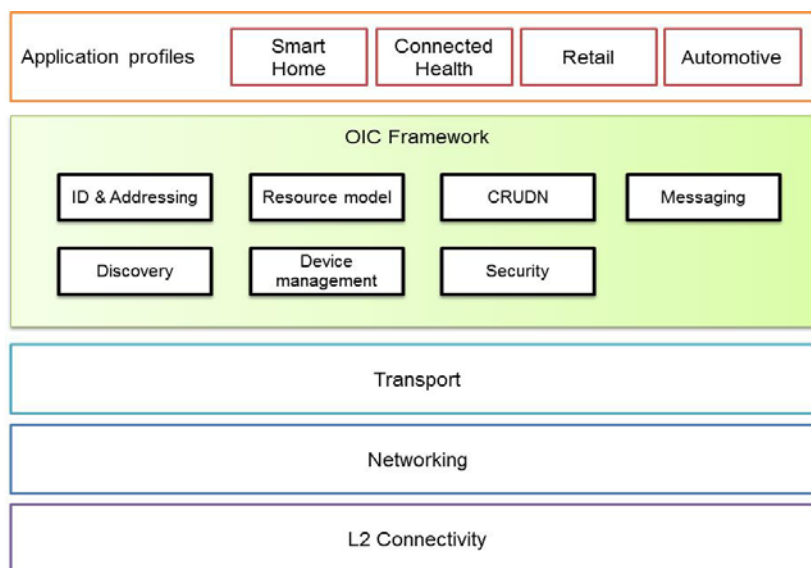 Application profiles
Smart
Home
Connected
Health
Retail
Automotive
OIC Framework
ID & Addressing
Resource model
CRUDN
Messaging
Discovery
Device
management
Security
Transport
Networking
L2 Connectivity